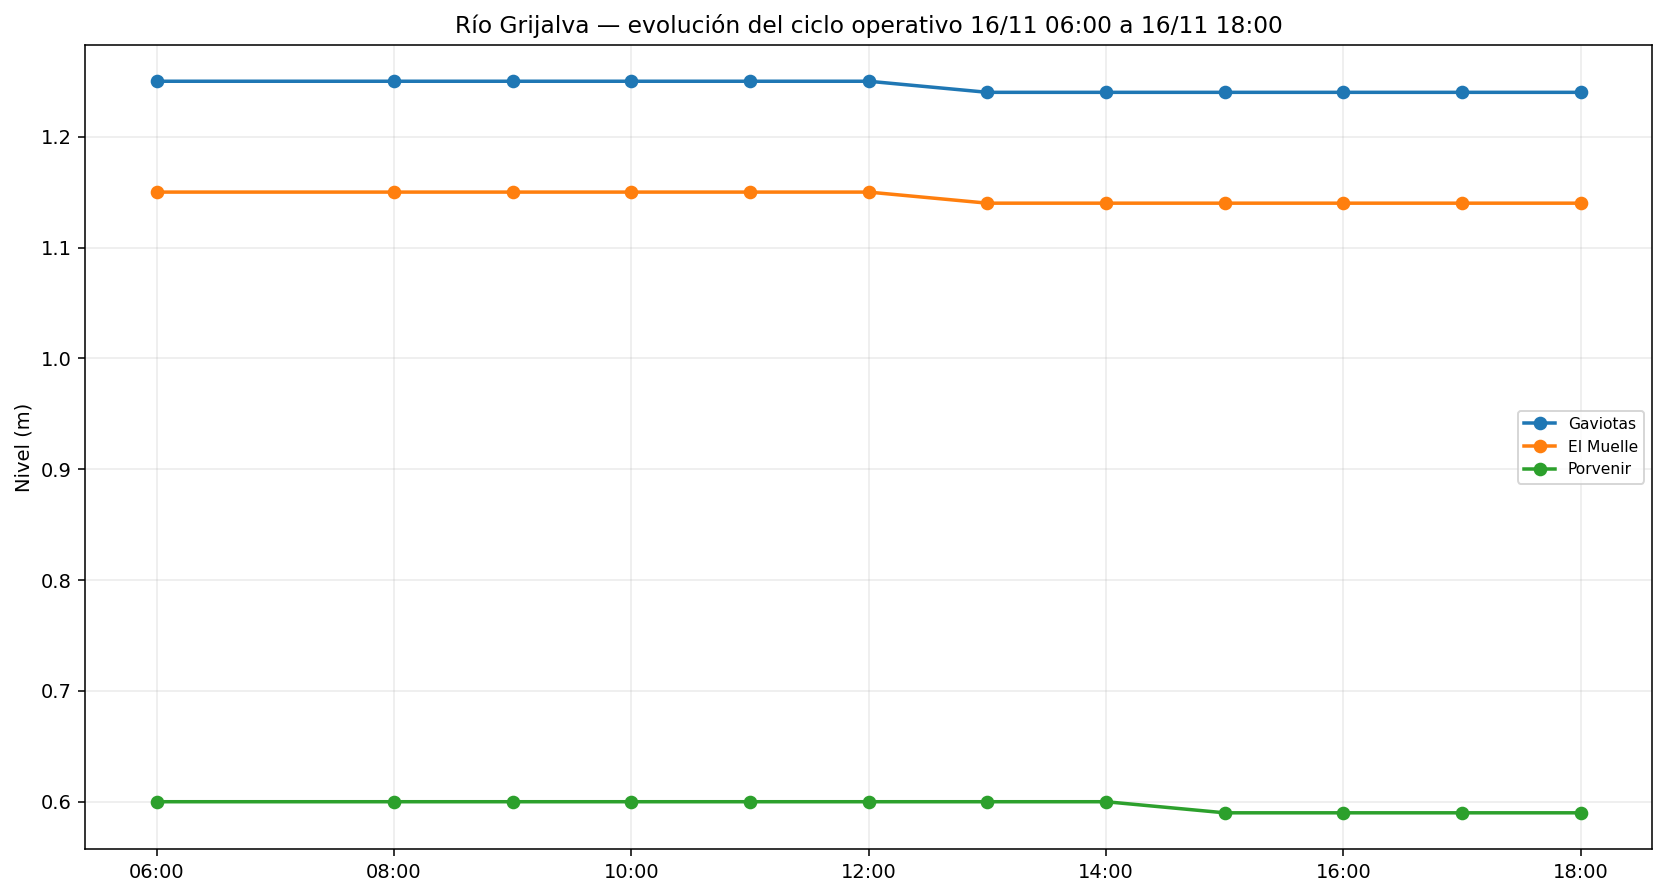 Río Grijalva — evolución del ciclo operativo 16/11 06:00 a 16/11 18:00
Nivel (m)
1.2
1.1
1.0
0.9
0.8
0.7
0.6
Gaviotas
El Muelle
Porvenir
06:00 08:00 10:00 12:00 14:00 16:00 18:00